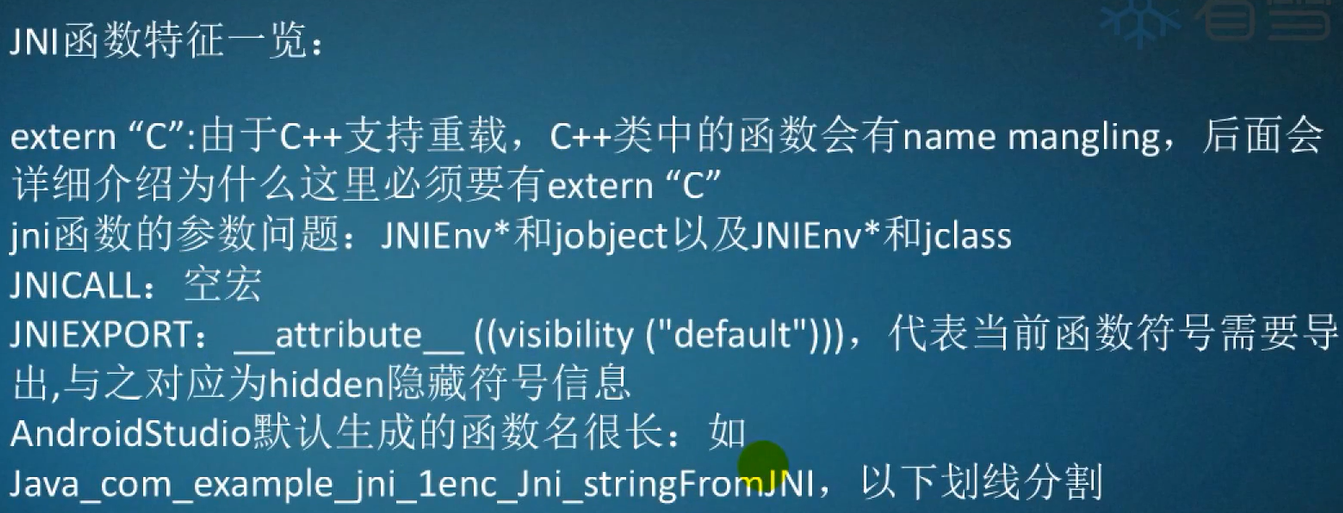 看雪
JNI函数特征一览：
extern “C”:由于C++支持重载，C++类中的函数会有name mangling，后面会
详细介绍为什么这里必须要有extern “C”
jni函数的参数问题：JNIEnv*和jobject以及JNIEnv*和jclass
JNICALL：空宏
JNIEXPORT：__attribute__ ((visibility ("default")))，代表当前函数符号需要导
出,与之对应为hidden隐藏符号信息
AndroidStudio默认生成的函数名很长：如
Java_com_example_jni_1enc_Jni_stringFromJNI，以下划线分割